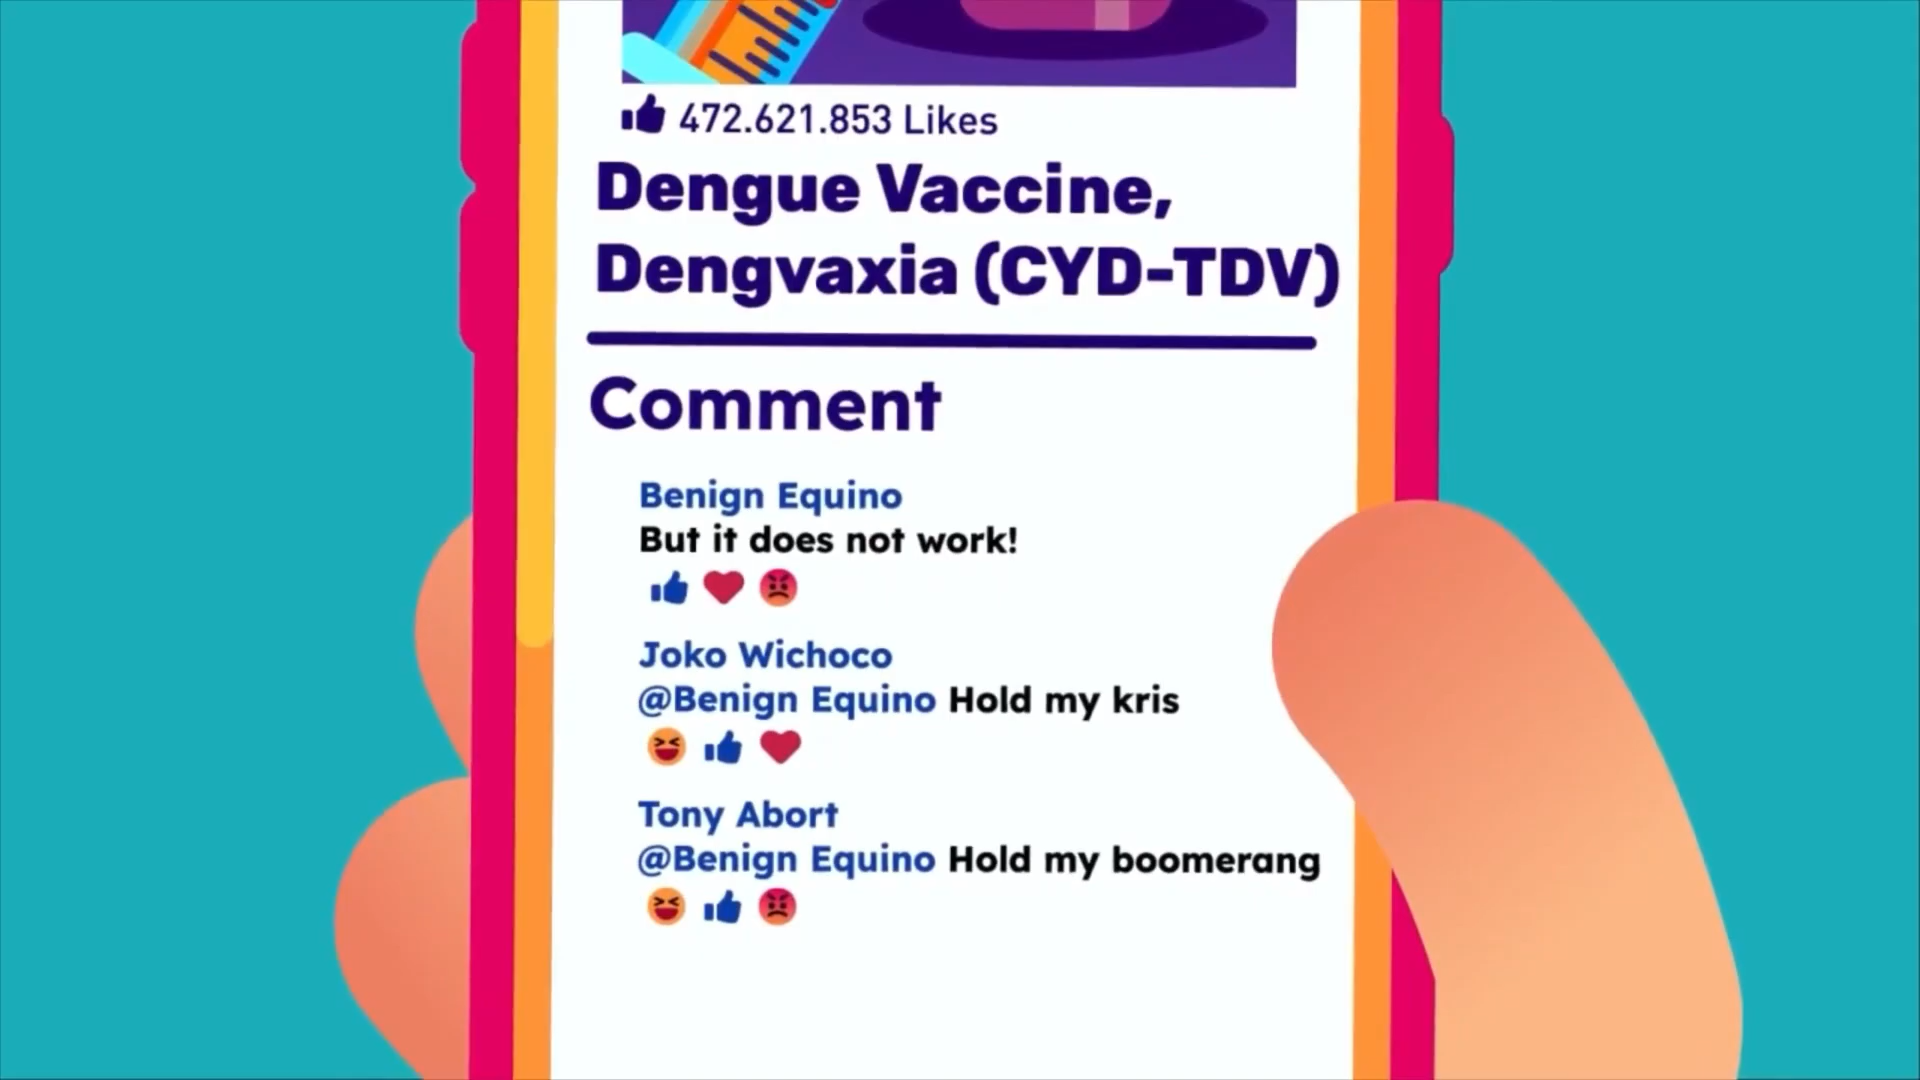 472.621.853 Likes
Dengue Vaccine,
Dengvaxia (CYD-TDV)
Comment
Benign Equino
But it does not work!
Joko Wichoco
@Benign Equino Hold my kris
Tony Abort
@Benign Equino Hold my boomerang